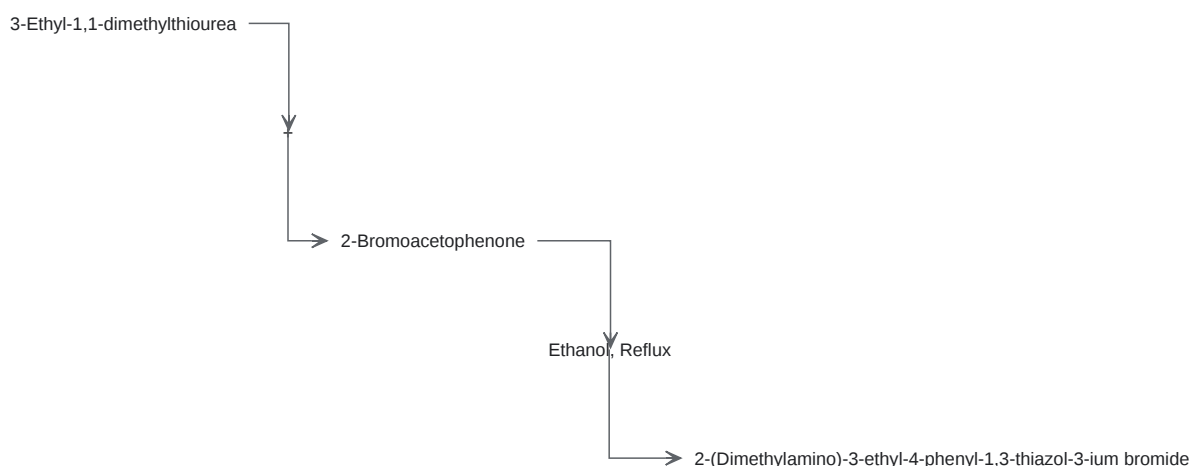 3-Ethyl-1,1-dimethylthiourea
+
2-Bromoacetophenone
Ethanol, Reflux
2-(Dimethylamino)-3-ethyl-4-phenyl-1,3-thiazol-3-ium bromide